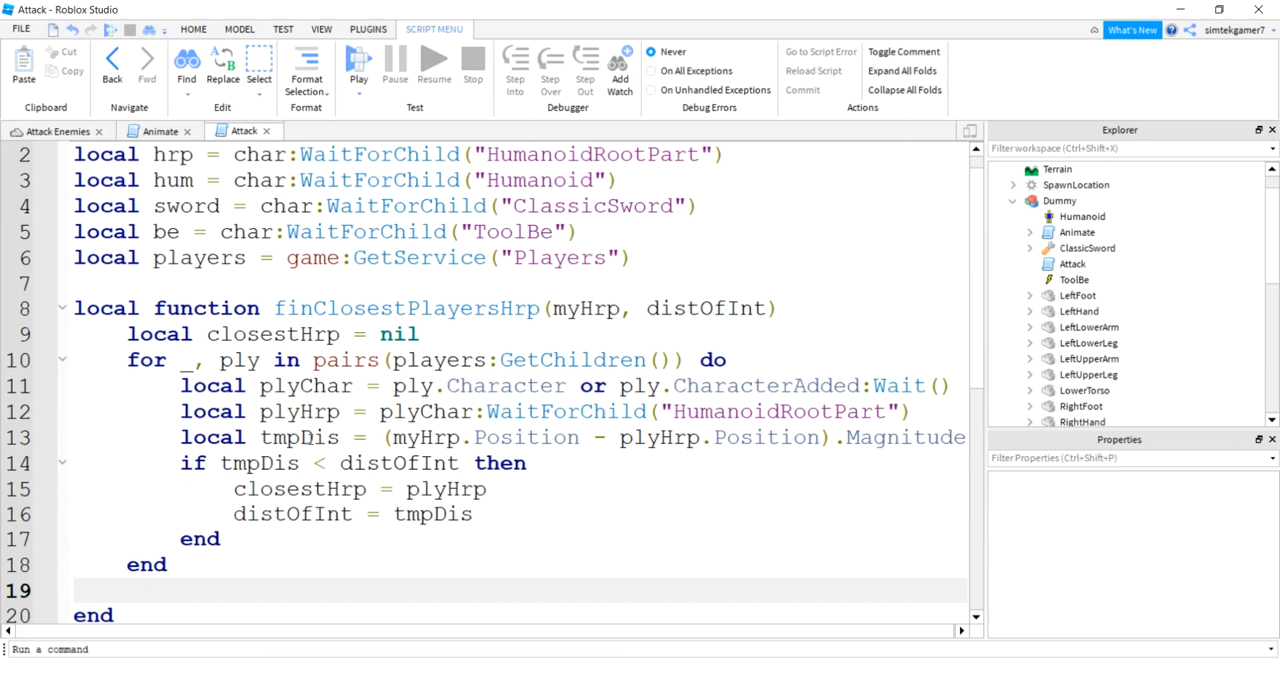 Attack - Roblox Studio
FILE HOME MODEL TEST VIEW PLUGINS SCRIPT MENU What's New simtekgamer7
Paste Cut Copy Clipboard
Back Fwd Navigate
Find Replace Select Edit
Format Selection Format
Play Pause Resume Stop Test
Step Into Step Over Step Out Add Watch Debugger
Never
On All Exceptions
On Unhandled Exceptions
Debug Errors
Go to Script Error
Reload Script
Commit
Toggle Comment
Expand All Folds
Collapse All Folds
Actions
Attack Enemies Animate Attack
2 local hrp = char:WaitForChild("HumanoidRootPart")
3 local hum = char:WaitForChild("Humanoid")
4 local sword = char:WaitForChild("ClassicSword")
5 local be = char:WaitForChild("ToolBe")
6 local players = game:GetService("Players")
7
8 local function finClosestPlayersHrp(myHrp, distOfInt)
9 local closestHrp = nil
10 for _, ply in pairs(players:GetChildren()) do
11 local plyChar = ply.Character or ply.CharacterAdded:Wait()
12 local plyHrp = plyChar:WaitForChild("HumanoidRootPart")
13 local tmpDis = (myHrp.Position - plyHrp.Position).Magnitude
14 if tmpDis < distOfInt then
15 closestHrp = plyHrp
16 distOfInt = tmpDis
17 end
18 end
19
20 end
Explorer
Filter workspace (Ctrl+Shift+X)
Terrain
SpawnLocation
Dummy
Humanoid
Animate
ClassicSword
Attack
ToolBe
LeftFoot
LeftHand
LeftLowerArm
LeftLowerLeg
LeftUpperArm
LeftUpperLeg
LowerTorso
RightFoot
RightHand
Properties
Filter Properties (Ctrl+Shift+P)
Run a command